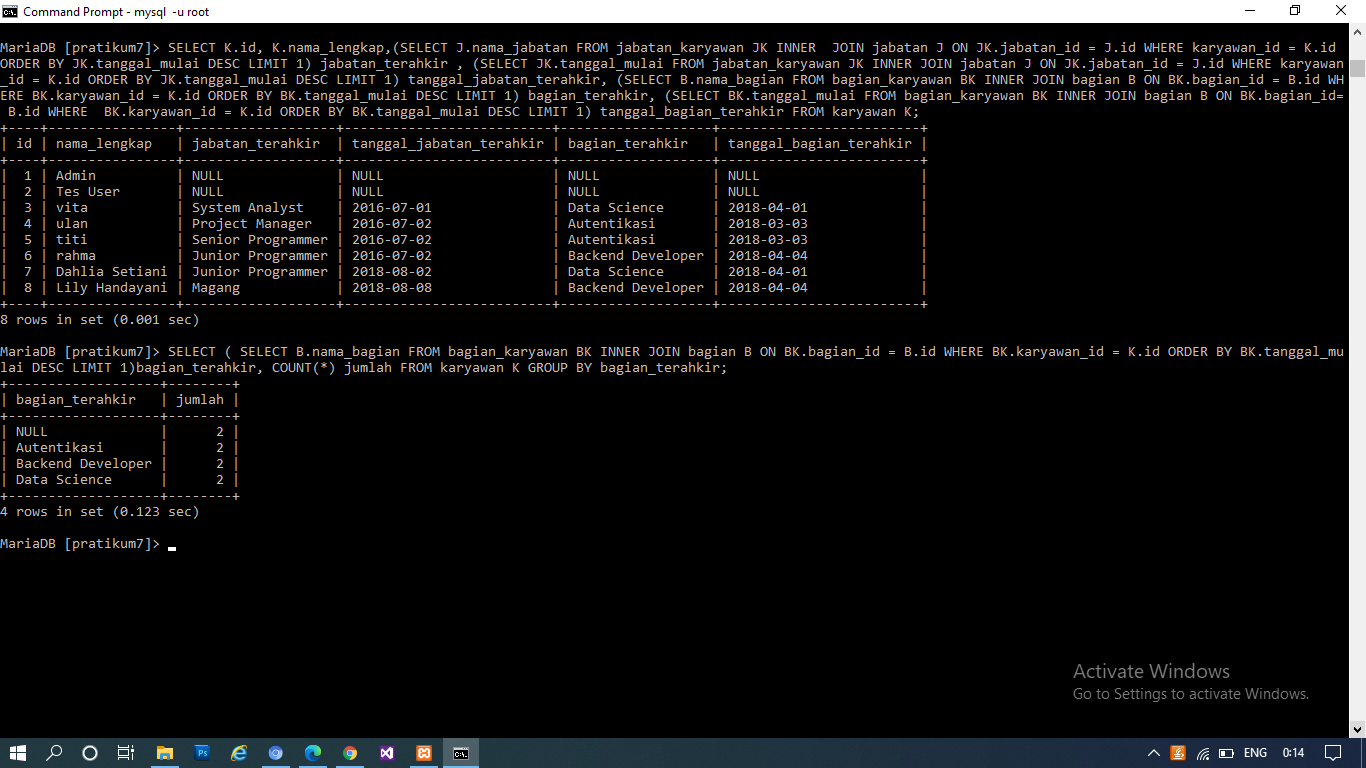 Command Prompt - mysql  -u root
MariaDB [pratikum7]> SELECT K.id, K.nama_lengkap,(SELECT J.nama_jabatan FROM jabatan_karyawan JK INNER  JOIN jabatan J ON JK.jabatan_id = J.id WHERE karyawan_id = K.id
ORDER BY JK.tanggal_mulai DESC LIMIT 1) jabatan_terahkir , (SELECT JK.tanggal_mulai FROM jabatan_karyawan JK INNER JOIN jabatan J ON JK.jabatan_id = J.id WHERE karyawan
_id = K.id ORDER BY JK.tanggal_mulai DESC LIMIT 1) tanggal_jabatan_terahkir, (SELECT B.nama_bagian FROM bagian_karyawan BK INNER JOIN bagian B ON BK.bagian_id = B.id WH
ERE BK.karyawan_id = K.id ORDER BY BK.tanggal_mulai DESC LIMIT 1) bagian_terahkir, (SELECT BK.tanggal_mulai FROM bagian_karyawan BK INNER JOIN bagian B ON BK.bagian_id=
 B.id WHERE  BK.karyawan_id = K.id ORDER BY BK.tanggal_mulai DESC LIMIT 1) tanggal_bagian_terahkir FROM karyawan K;
+----+----------------+------------------+--------------------------+-------------------+-------------------------+
| id | nama_lengkap   | jabatan_terahkir  | tanggal_jabatan_terahkir | bagian_terahkir   | tanggal_bagian_terahkir |
+----+----------------+------------------+--------------------------+-------------------+-------------------------+
|  1 | Admin          | NULL              | NULL                     | NULL              | NULL                    |
|  2 | Tes User       | NULL              | NULL                     | NULL              | NULL                    |
|  3 | vita           | System Analyst    | 2016-07-01               | Data Science      | 2018-04-01              |
|  4 | ulan           | Project Manager   | 2016-07-02               | Autentikasi       | 2018-03-03              |
|  5 | titi           | Senior Programmer | 2016-07-02               | Autentikasi       | 2018-03-03              |
|  6 | rahma          | Junior Programmer | 2016-07-02               | Backend Developer | 2018-04-04              |
|  7 | Dahlia Setiani | Junior Programmer | 2018-08-02               | Data Science      | 2018-04-01              |
|  8 | Lily Handayani | Magang            | 2018-08-08               | Backend Developer | 2018-04-04              |
+----+----------------+------------------+--------------------------+-------------------+-------------------------+
8 rows in set (0.001 sec)
MariaDB [pratikum7]> SELECT ( SELECT B.nama_bagian FROM bagian_karyawan BK INNER JOIN bagian B ON BK.bagian_id = B.id WHERE BK.karyawan_id = K.id ORDER BY BK.tanggal_mu
lai DESC LIMIT 1)bagian_terahkir, COUNT(*) jumlah FROM karyawan K GROUP BY bagian_terahkir;
+-------------------+--------+
| bagian_terahkir   | jumlah |
+-------------------+--------+
| NULL              |      2 |
| Autentikasi       |      2 |
| Backend Developer |      2 |
| Data Science      |      2 |
+-------------------+--------+
4 rows in set (0.123 sec)
MariaDB [pratikum7]> _
Activate Windows
Go to Settings to activate Windows.
Ps
ENG 0:14